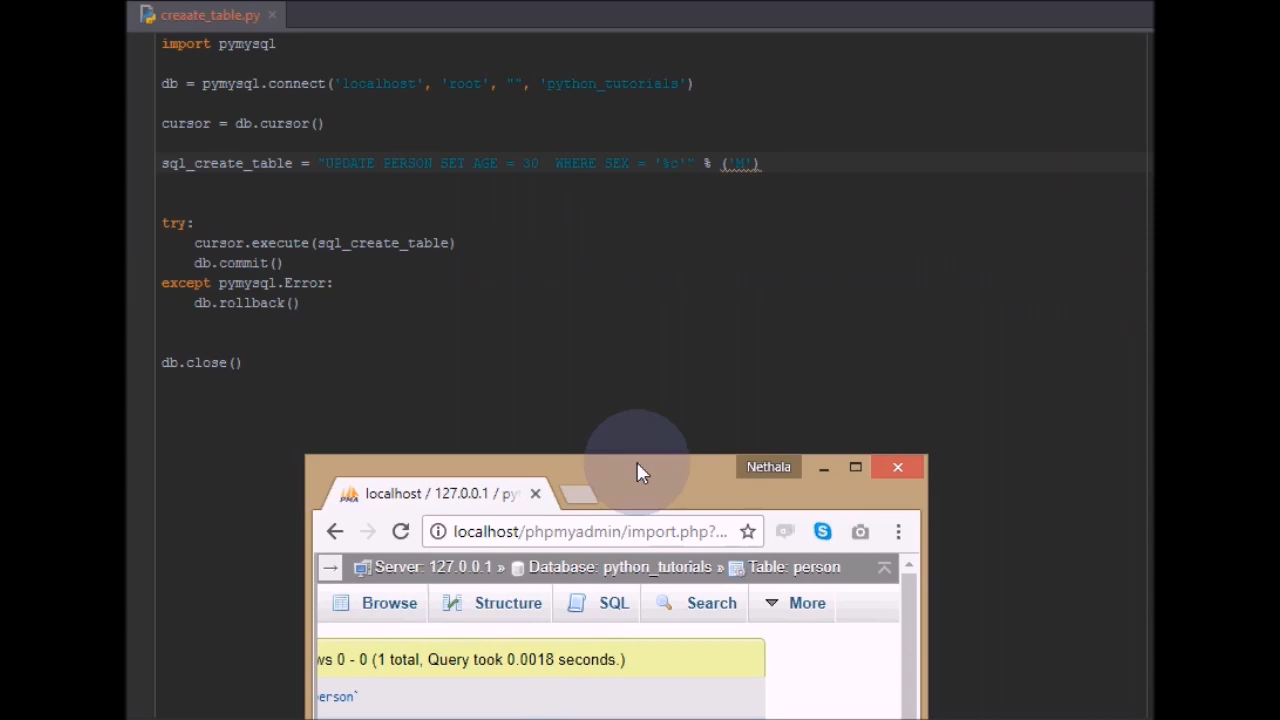 creaate_table.py
import pymysql
db = pymysql.connect('localhost', 'root', "", 'python_tutorials')
cursor = db.cursor()
sql_create_table = "UPDATE PERSON SET AGE = 30  WHERE SEX = '%c'" % ('M')
try:
    cursor.execute(sql_create_table)
    db.commit()
except pymysql.Error:
    db.rollback()
db.close()
Nethala
localhost / 127.0.0.1 / py
localhost/phpmyadmin/import.php?...
Server: 127.0.0.1 » Database: python_tutorials » Table: person
Browse Structure SQL Search More
ws 0 - 0 (1 total, Query took 0.0018 seconds.)
erson`